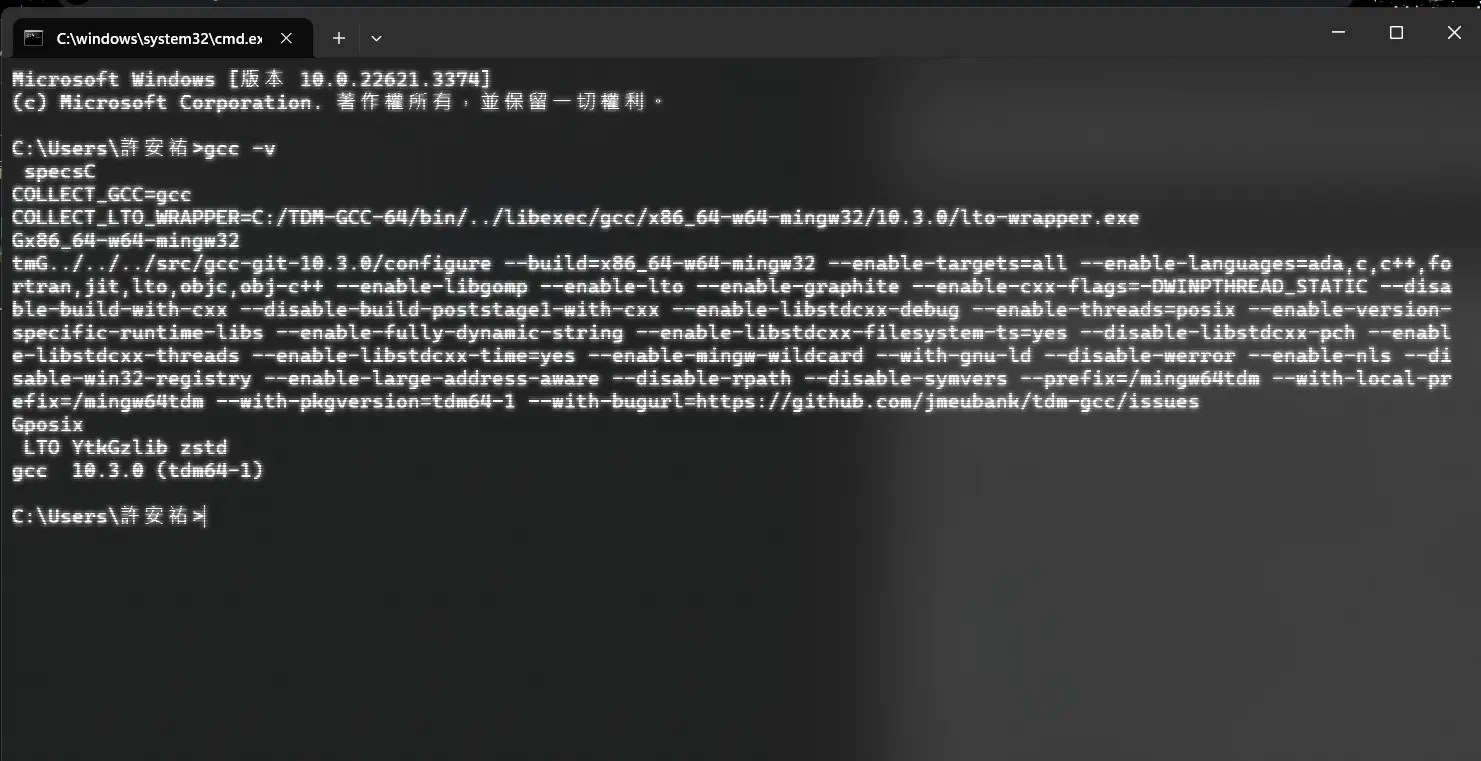 C:\windows\system32\cmd.ex
Microsoft Windows [版本 10.0.22621.3374]
(c) Microsoft Corporation. 著作權所有，並保留一切權利。
C:\Users\許安祐>gcc -v
specsC
COLLECT_GCC=gcc
COLLECT_LTO_WRAPPER=C:/TDM-GCC-64/bin/../libexec/gcc/x86_64-w64-mingw32/10.3.0/lto-wrapper.exe
Gx86_64-w64-mingw32
tmG../../../src/gcc-git-10.3.0/configure --build=x86_64-w64-mingw32 --enable-targets=all --enable-languages=ada,c,c++,fo
rtran,jit,lto,objc,obj-c++ --enable-libgomp --enable-lto --enable-graphite --enable-cxx-flags=-DWINPTHREAD_STATIC --disa
ble-build-with-cxx --disable-build-poststage1-with-cxx --enable-libstdcxx-debug --enable-threads=posix --enable-version-
specific-runtime-libs --enable-fully-dynamic-string --enable-libstdcxx-filesystem-ts=yes --disable-libstdcxx-pch --enabl
e-libstdcxx-threads --enable-libstdcxx-time=yes --enable-mingw-wildcard --with-gnu-ld --disable-werror --enable-nls --di
sable-win32-registry --enable-large-address-aware --disable-rpath --disable-symvers --prefix=/mingw64tdm --with-local-pr
efix=/mingw64tdm --with-pkgversion=tdm64-1 --with-bugurl=https://github.com/jmeubank/tdm-gcc/issues
Gposix
LTO YtkGzlib zstd
gcc  10.3.0 (tdm64-1)
C:\Users\許安祐>